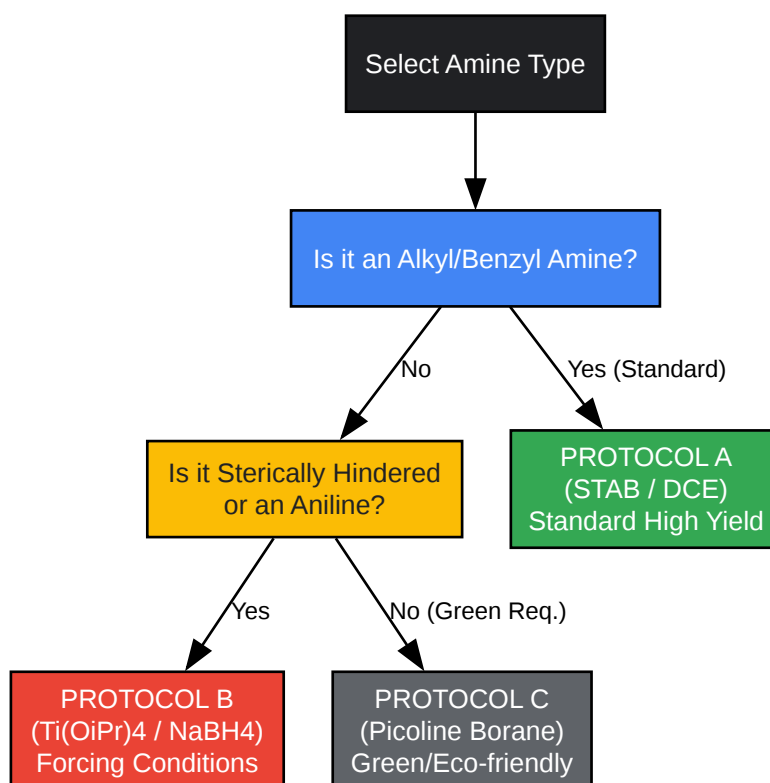 Select Amine Type
Is it an Alkyl/Benzyl Amine?
No
Yes (Standard)
Is it Sterically Hindered
or an Aniline?
PROTOCOL A
(STAB / DCE)
Standard High Yield
Yes
No (Green Req.)
PROTOCOL B
(Ti(OiPr)4 / NaBH4)
Forcing Conditions
PROTOCOL C
(Picoline Borane)
Green/Eco-friendly